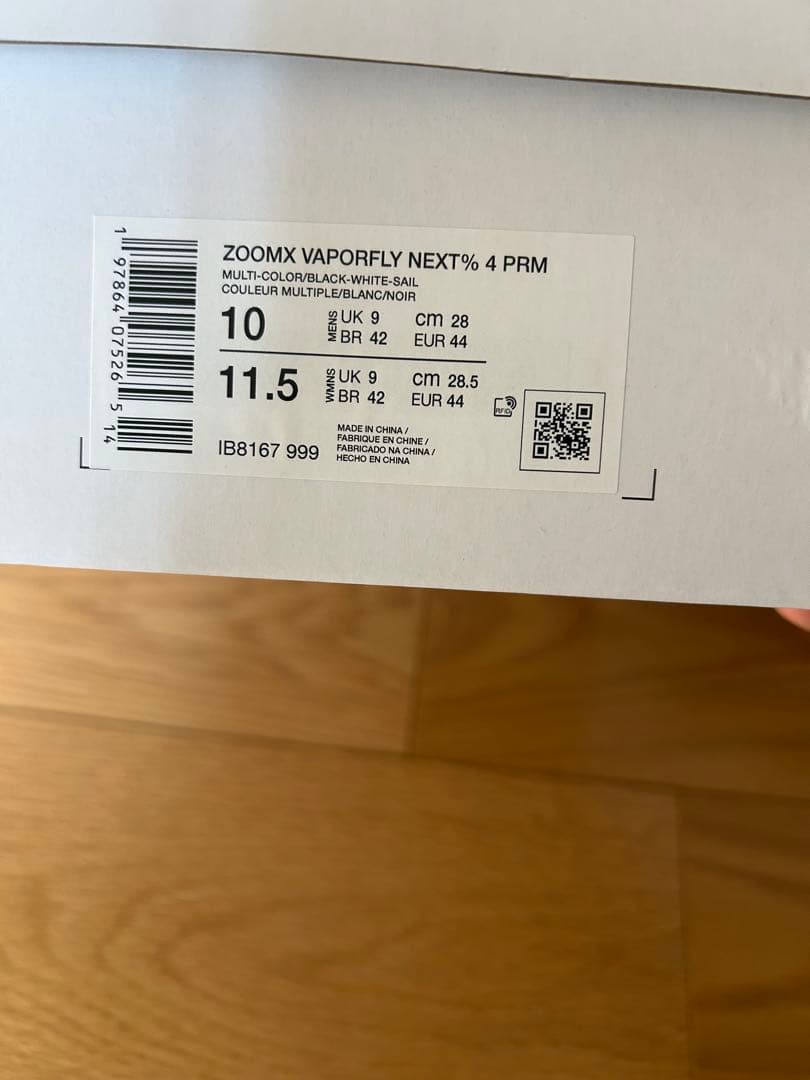 ZOOMX VAPORFLY NEXT% 4 PRM
MULTI-COLOR/BLACK-WHITE-SAIL
COULEUR MULTIPLE/BLANC/NOIR
10 MENS UK 9 cm 28
BR 42 EUR 44
11.5 WMNS UK 9 cm 28.5
BR 42 EUR 44
RFID
IB8167 999
MADE IN CHINA /
FABRIQUE EN CHINE /
FABRICADO NA CHINA /
HECHO EN CHINA
1 97864 07526 5 14